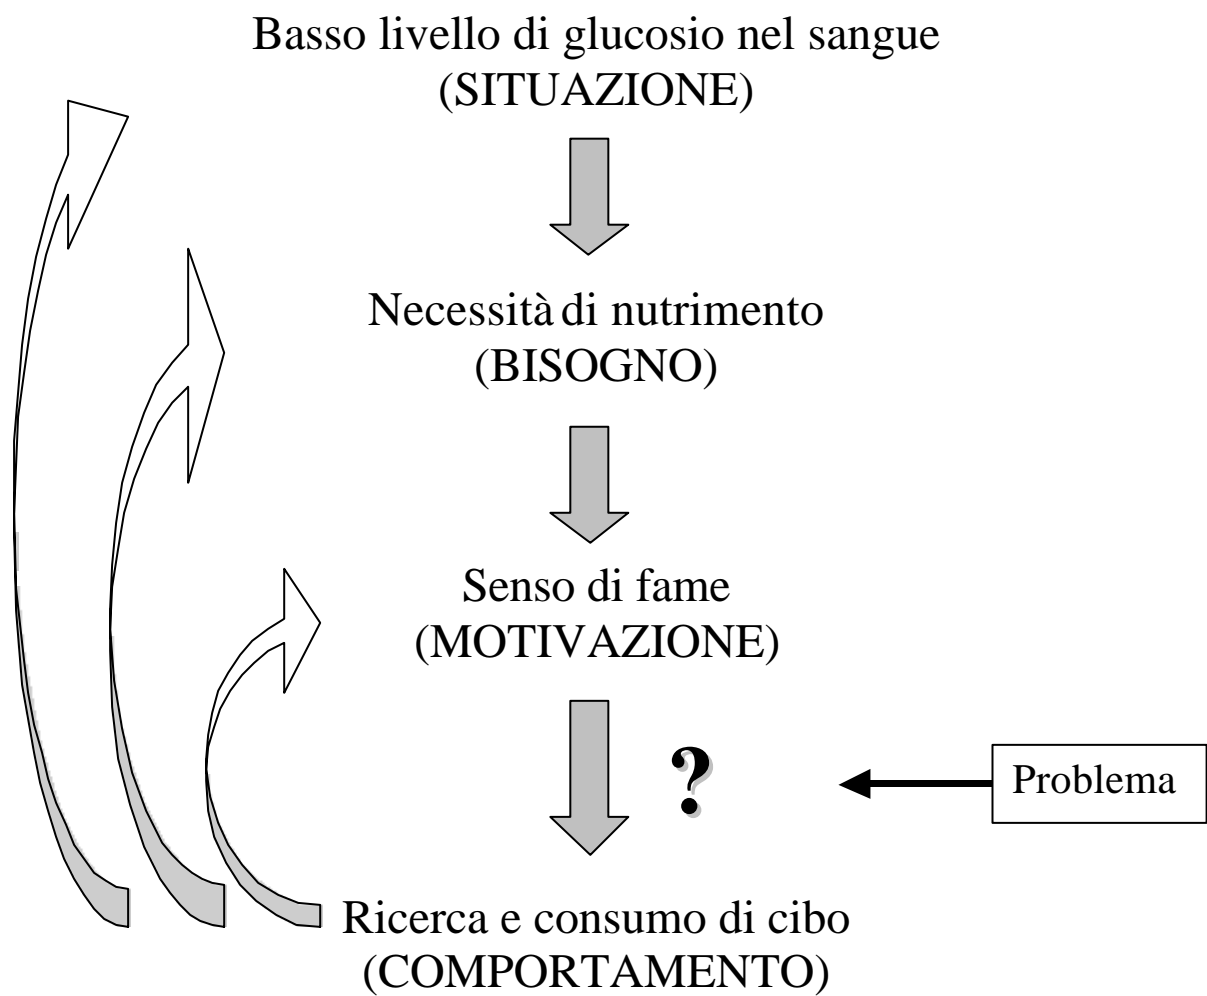 Basso livello di glucosio nel sangue
(SITUAZIONE)
Necessità di nutrimento
(BISOGNO)
Senso di fame
(MOTIVAZIONE)
?
Problema
Ricerca e consumo di cibo
(COMPORTAMENTO)